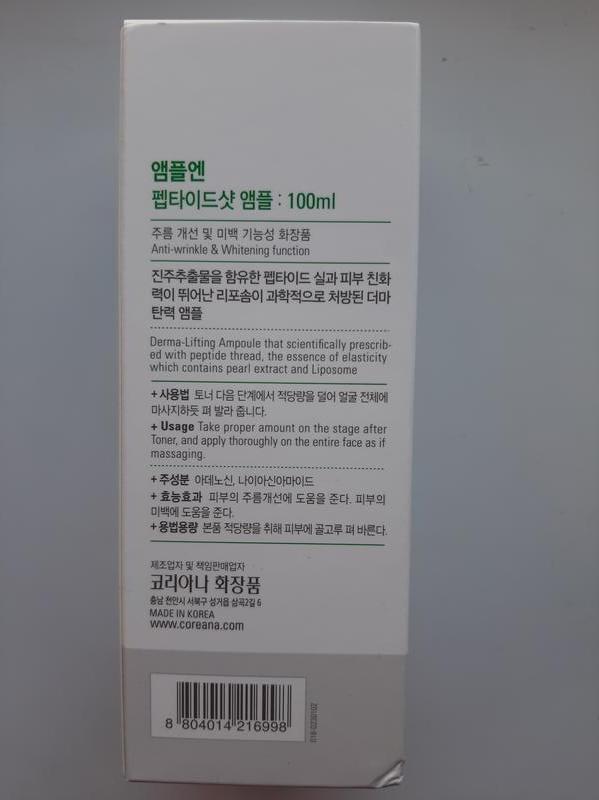 앰플엔
펩타이드샷 앰플 : 100ml
주름 개선 및 미백 기능성 화장품
Anti-wrinkle & Whitening function
진주추출물을 함유한 펩타이드 실과 피부 친화
력이 뛰어난 리포솜이 과학적으로 처방된 더마
탄력 앰플
Derma-Lifting Ampoule that scientifically prescrib-
ed with peptide thread, the essence of elasticity
which contains pearl extract and Liposome
+ 사용법 토너 다음 단계에서 적당량을 덜어 얼굴 전체에
마사지하듯 펴 발라 줍니다.
+ Usage Take proper amount on the stage after
Toner, and apply thoroughly on the entire face as if
massaging.
+ 주성분 아데노신, 나이아신아마이드
+ 효능효과 피부의 주름개선에 도움을 준다. 피부의
미백에 도움을 준다.
+ 용법용량 본품 적당량을 취해 피부에 골고루 펴 바른다.
제조업자 및 책임판매업자
코리아나 화장품
충남 천안시 서북구 성거읍 삼곡2길 6
MADE IN KOREA
www.coreana.com
8 804014 216998
018-0230102